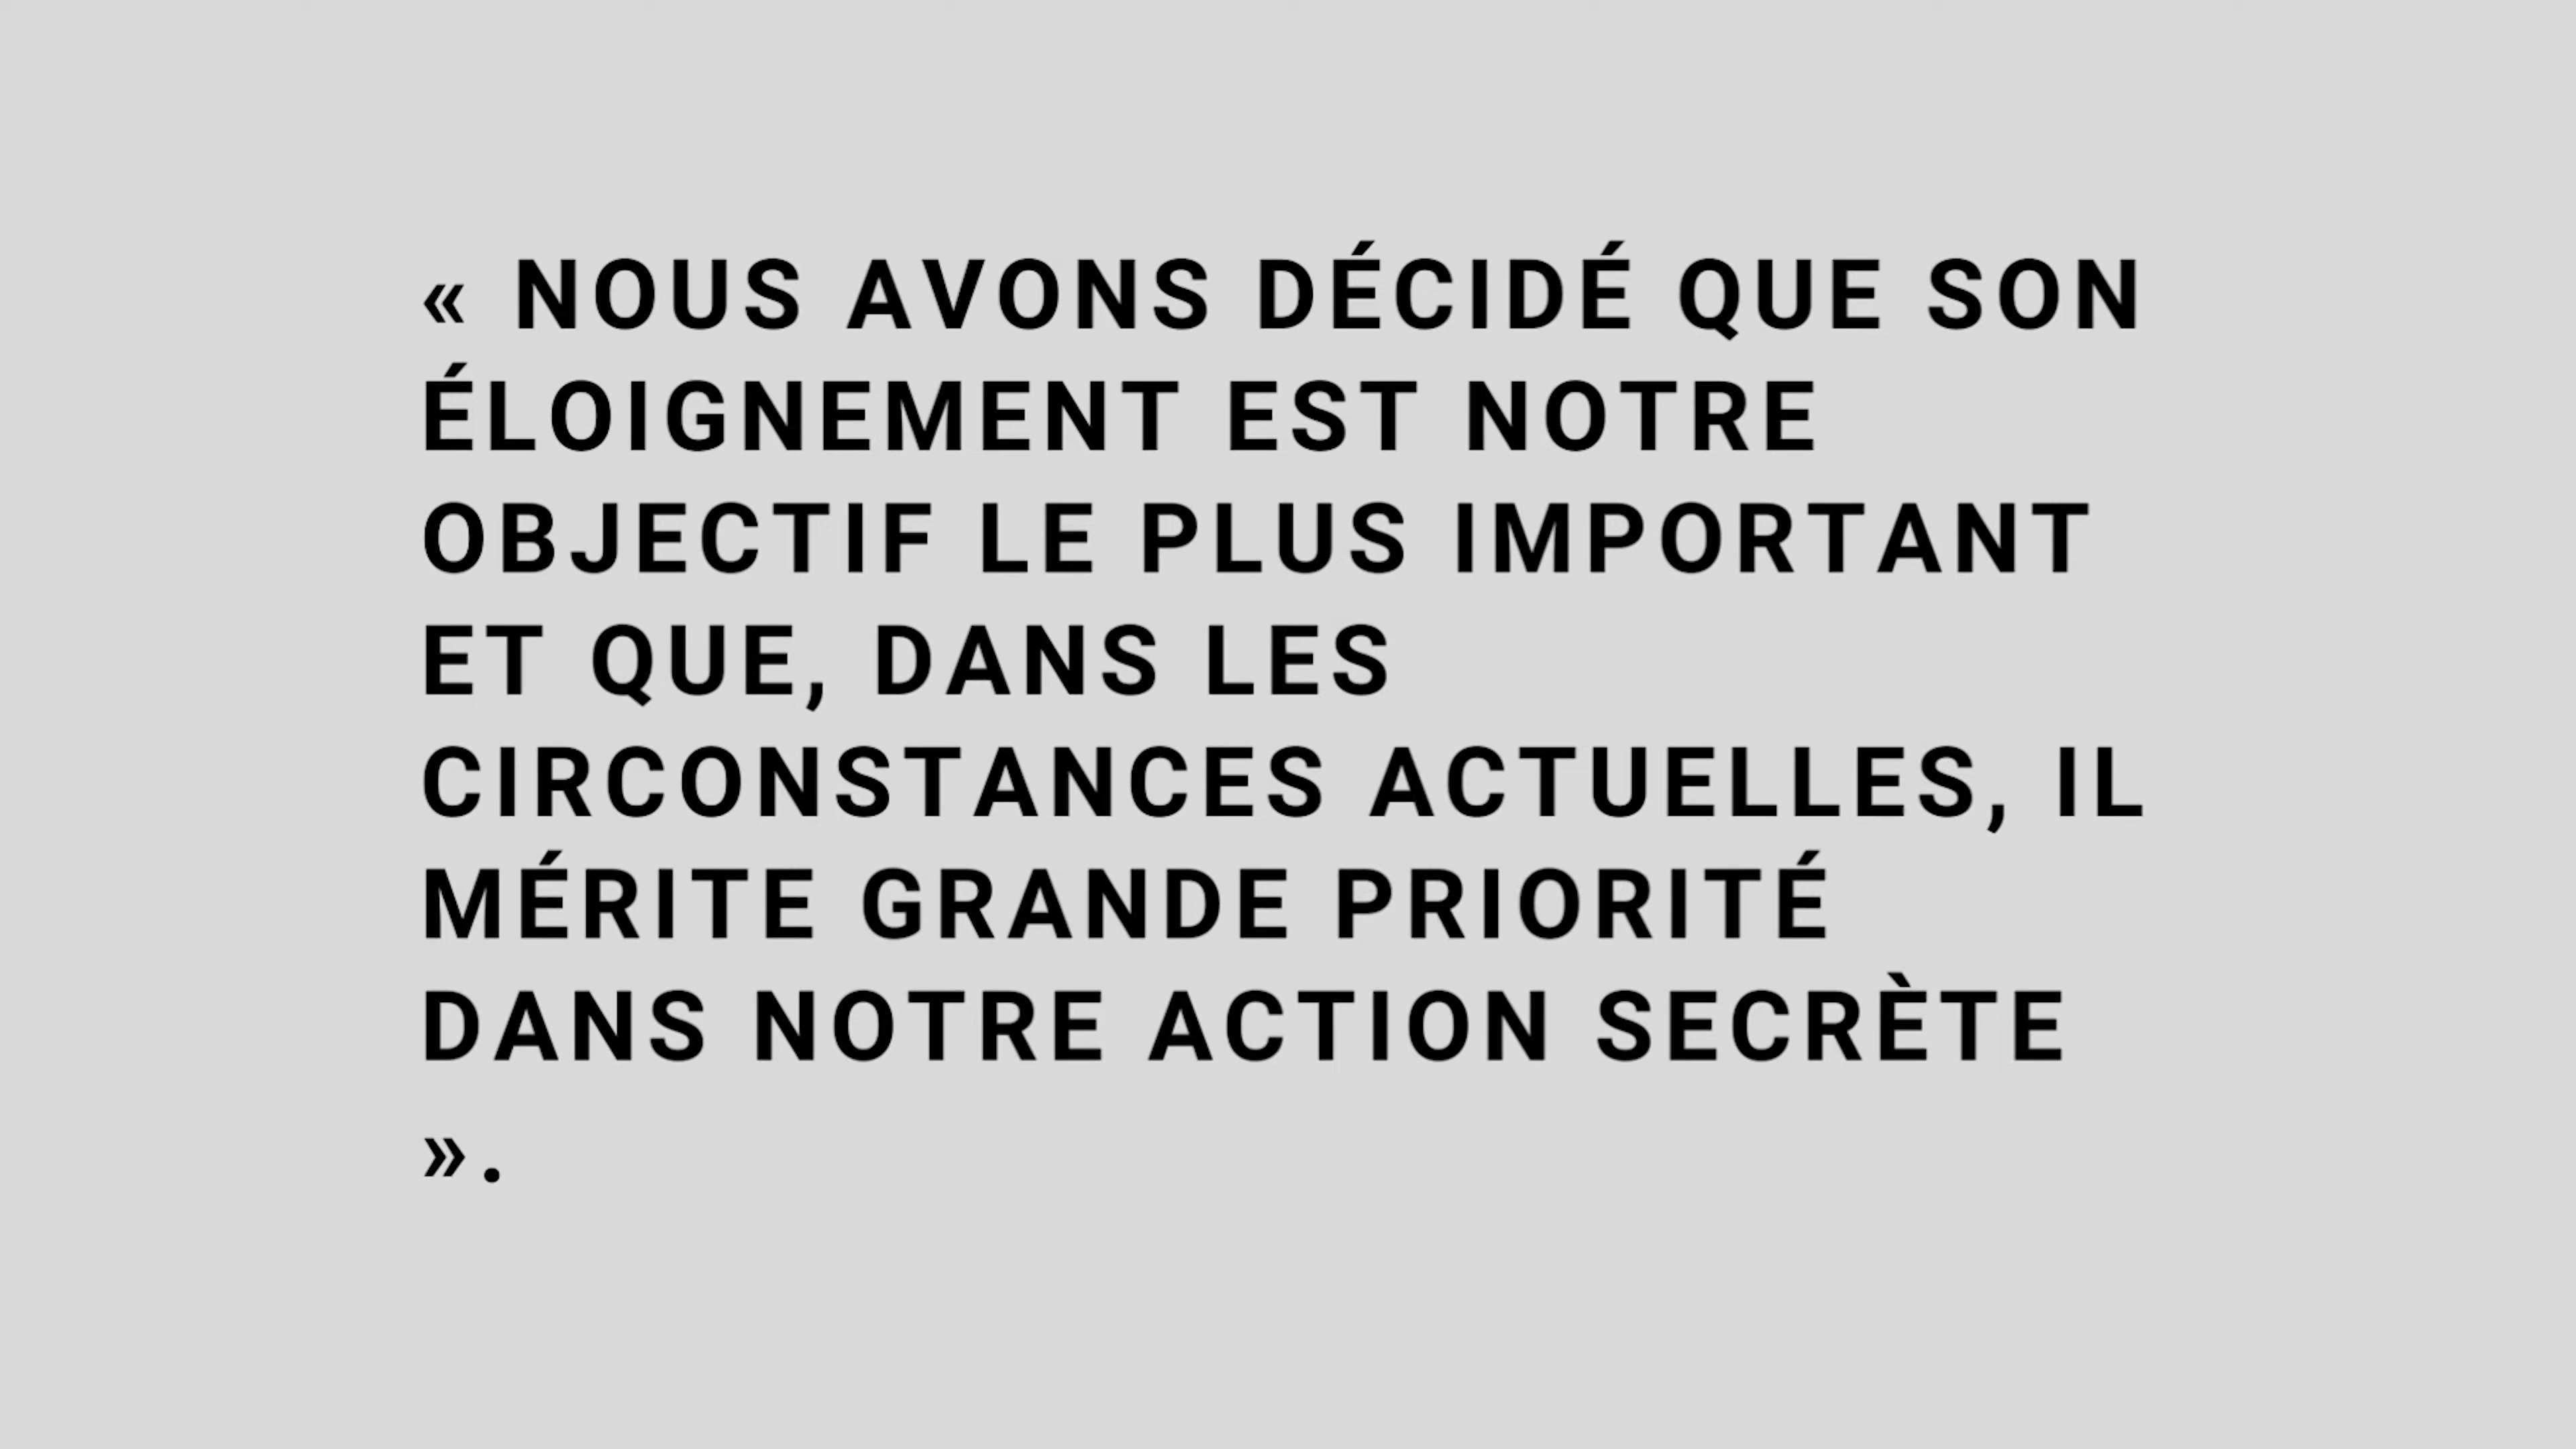 « NOUS AVONS DÉCIDÉ QUE SON
ÉLOIGNEMENT EST NOTRE
OBJECTIF LE PLUS IMPORTANT
ET QUE, DANS LES
CIRCONSTANCES ACTUELLES, IL
MÉRITE GRANDE PRIORITÉ
DANS NOTRE ACTION SECRÈTE
».